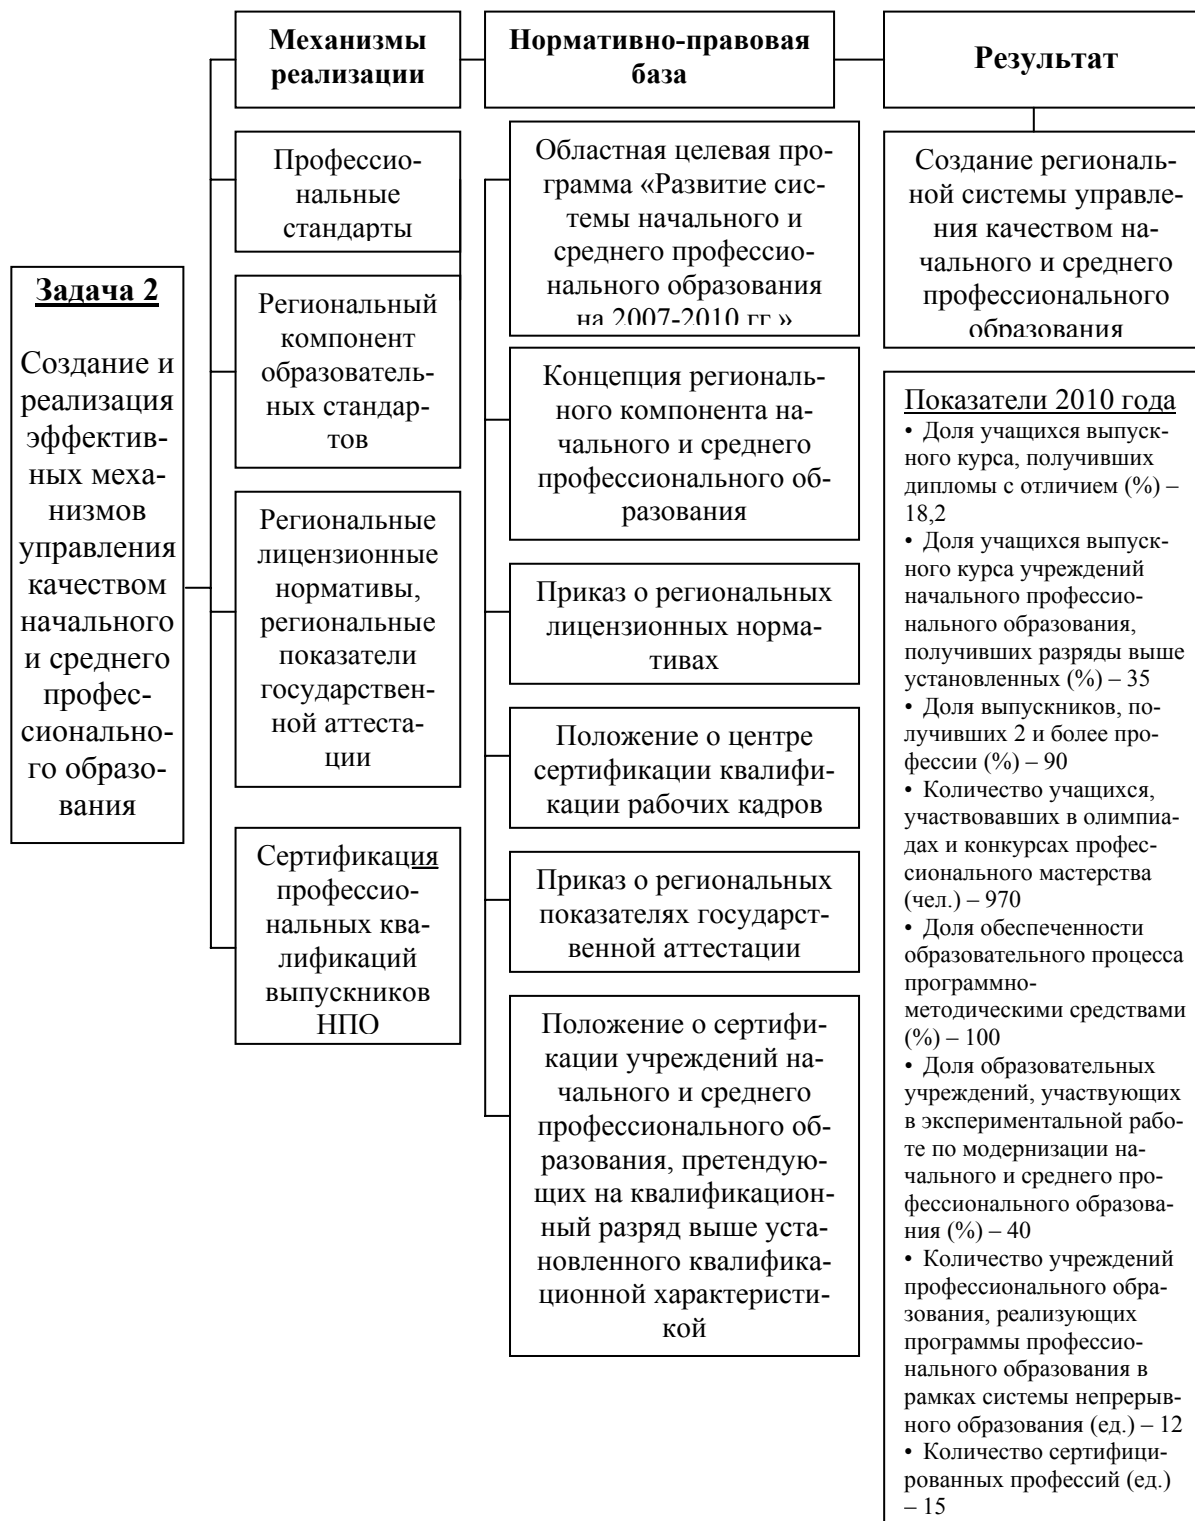 Механизмы
реализации
Нормативно-правовая
база
Результат
Задача 2
Создание и
реализация
эффектив-
ных меха-
низмов
управления
качеством
начального
и среднего
профес-
сионально-
го образо-
вания
Профессио-
нальные
стандарты
Региональный
компонент
образователь-
ных стандар-
тов
Региональные
лицензионные
нормативы,
региональные
показатели
государствен-
ной аттеста-
ции
Сертификация
профессио-
нальных ква-
лификаций
выпускников
НПО
Областная целевая про-
грамма «Развитие сис-
темы начального и
среднего профессио-
нального образования
на 2007-2010 гг.»
Концепция региональ-
ного компонента на-
чального и среднего
профессионального об-
разования
Приказ о региональных
лицензионных норма-
тивах
Положение о центре
сертификации квалифи-
кации рабочих кадров
Приказ о региональных
показателях государст-
венной аттестации
Положение о сертифи-
кации учреждений на-
чального и среднего
профессионального об-
разования, претендую-
щих на квалификацион-
ный разряд выше уста-
новленного квалифика-
ционной характеристи-
кой
Создание региональ-
ной системы управле-
ния качеством на-
чального и среднего
профессионального
образования
Показатели 2010 года
• Доля учащихся выпуск-
ного курса, получивших
дипломы с отличием (%) –
18,2
• Доля учащихся выпуск-
ного курса учреждений
начального профессио-
нального образования,
получивших разряды выше
установленных (%) – 35
• Доля выпускников, по-
лучивших 2 и более про-
фессии (%) – 90
• Количество учащихся,
участвовавших в олимпиа-
дах и конкурсах профес-
сионального мастерства
(чел.) – 970
• Доля обеспеченности
образовательного процесса
программно-
методическими средствами
(%) – 100
• Доля образовательных
учреждений, участвующих
в экспериментальной рабо-
те по модернизации на-
чального и среднего про-
фессионального образова-
ния (%) – 40
• Количество учреждений
профессионального обра-
зования, реализующих
программы профессио-
нального образования в
рамках системы непрерыв-
ного образования (ед.) – 12
• Количество сертифици-
рованных профессий (ед.)
– 15